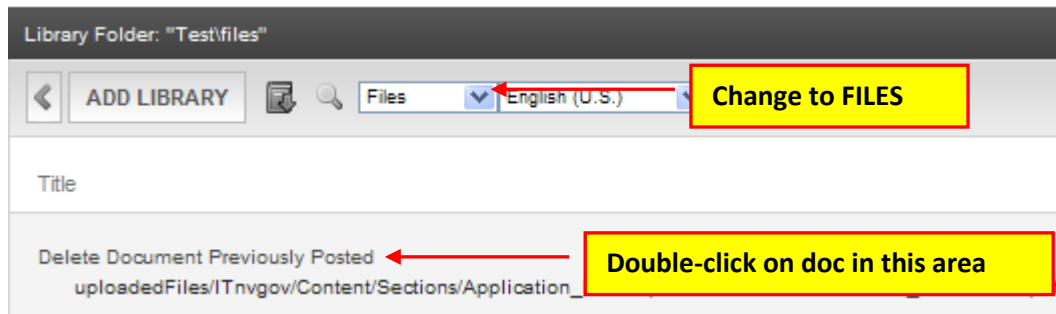 Library Folder: "Test\files"
ADD LIBRARY Files English (U.S.) Change to FILES
Title
Delete Document Previously Posted
Double-click on doc in this area
uploadedFiles/ITnvgov/Content/Sections/Application_